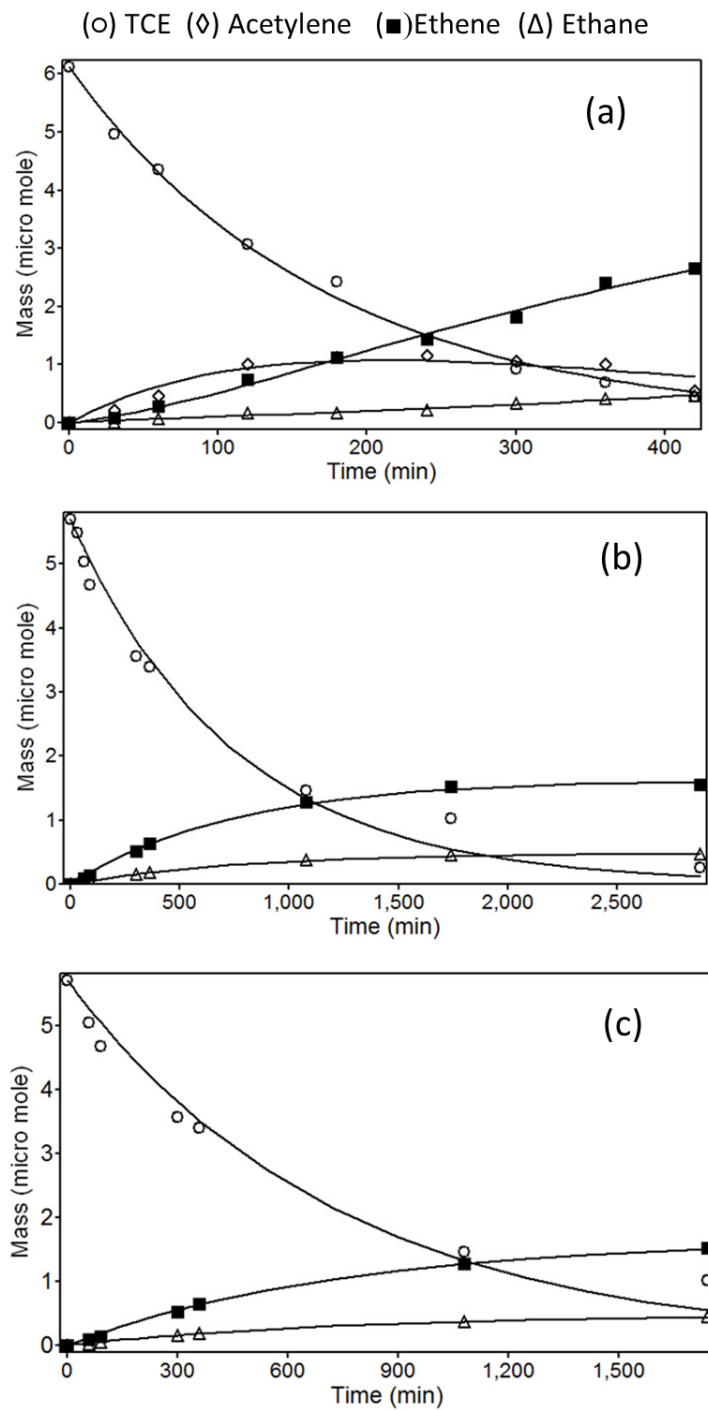 (○) TCE (◊) Acetylene (■)Ethene (Δ) Ethane
(a)
6
5
4
3
2
1
0
Mass (micro mole)
0 100 200 300 400
Time (min)
(b)
5
4
3
2
1
0
Mass (micro mole)
0 500 1,000 1,500 2,000 2,500
Time (min)
(c)
5
4
3
2
1
0
Mass (micro mole)
0 300 600 900 1,200 1,500
Time (min)